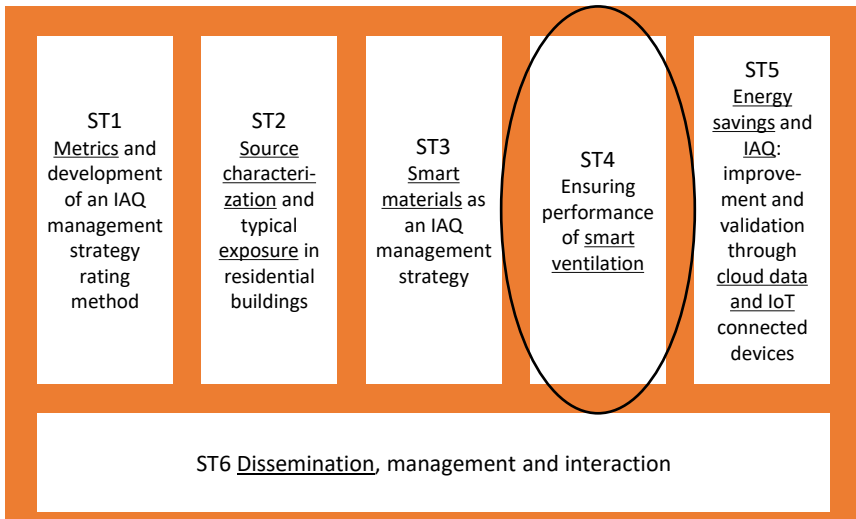 ST1
Metrics and
development
of an IAQ
management
strategy
rating
method
ST2
Source
characteri-
zation and
typical
exposure in
residential
buildings
ST3
Smart
materials as
an IAQ
management
strategy
ST4
Ensuring
performance
of smart
ventilation
ST5
Energy
savings and
IAQ:
improve-
ment and
validation
through
cloud data
and IoT
connected
devices
ST6 Dissemination, management and interaction